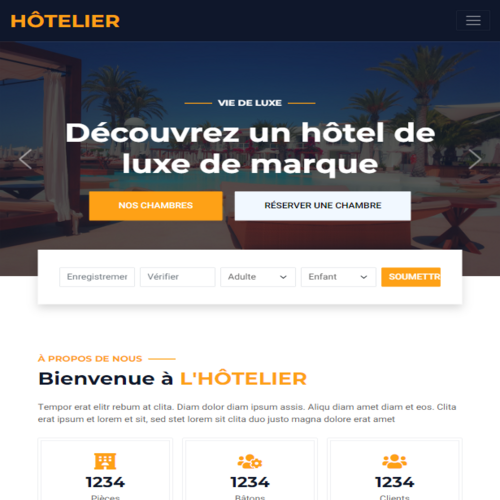 HÔTELIER
VIE DE LUXE
Découvrez un hôtel de
luxe de marque
NOS CHAMBRES
RÉSERVER UNE CHAMBRE
Enregistremer
Vérifier
Adulte
Enfant
SOUMETTR
À PROPOS DE NOUS
Bienvenue à L'HÔTELIER
Tempor erat elitr rebum at clita. Diam dolor diam ipsum assis. Aliqu diam amet diam et eos. Clita
erat ipsum et lorem et sit, sed stet lorem sit clita duo justo magna dolore erat amet
1234
1234
1234
Pièces
Bâtons
Clients